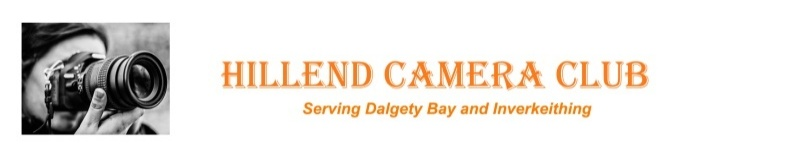 HILLEND CAMERA CLUB
Serving Dalgety Bay and Inverkeithing